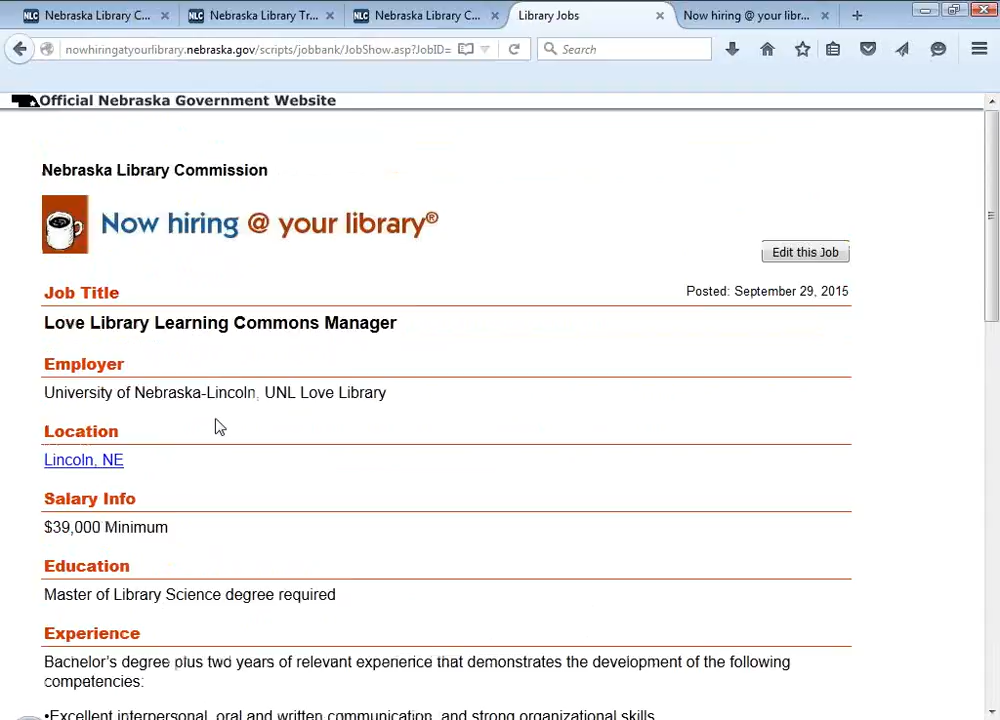 Nebraska Library C...
Nebraska Library Tr...
Nebraska Library C...
Library Jobs
Now hiring @ your libr...
nowhiringatyourlibrary.nebraska.gov/scripts/jobbank/JobShow.asp?JobID=
Search
Official Nebraska Government Website
Nebraska Library Commission
Now hiring @ your library®
Edit this Job
Job Title
Posted: September 29, 2015
Love Library Learning Commons Manager
Employer
University of Nebraska-Lincoln, UNL Love Library
Location
Lincoln, NE
Salary Info
$39,000 Minimum
Education
Master of Library Science degree required
Experience
Bachelor's degree plus two years of relevant experience that demonstrates the development of the following
competencies:
•Excellent interpersonal, oral and written communication, and strong organizational skills